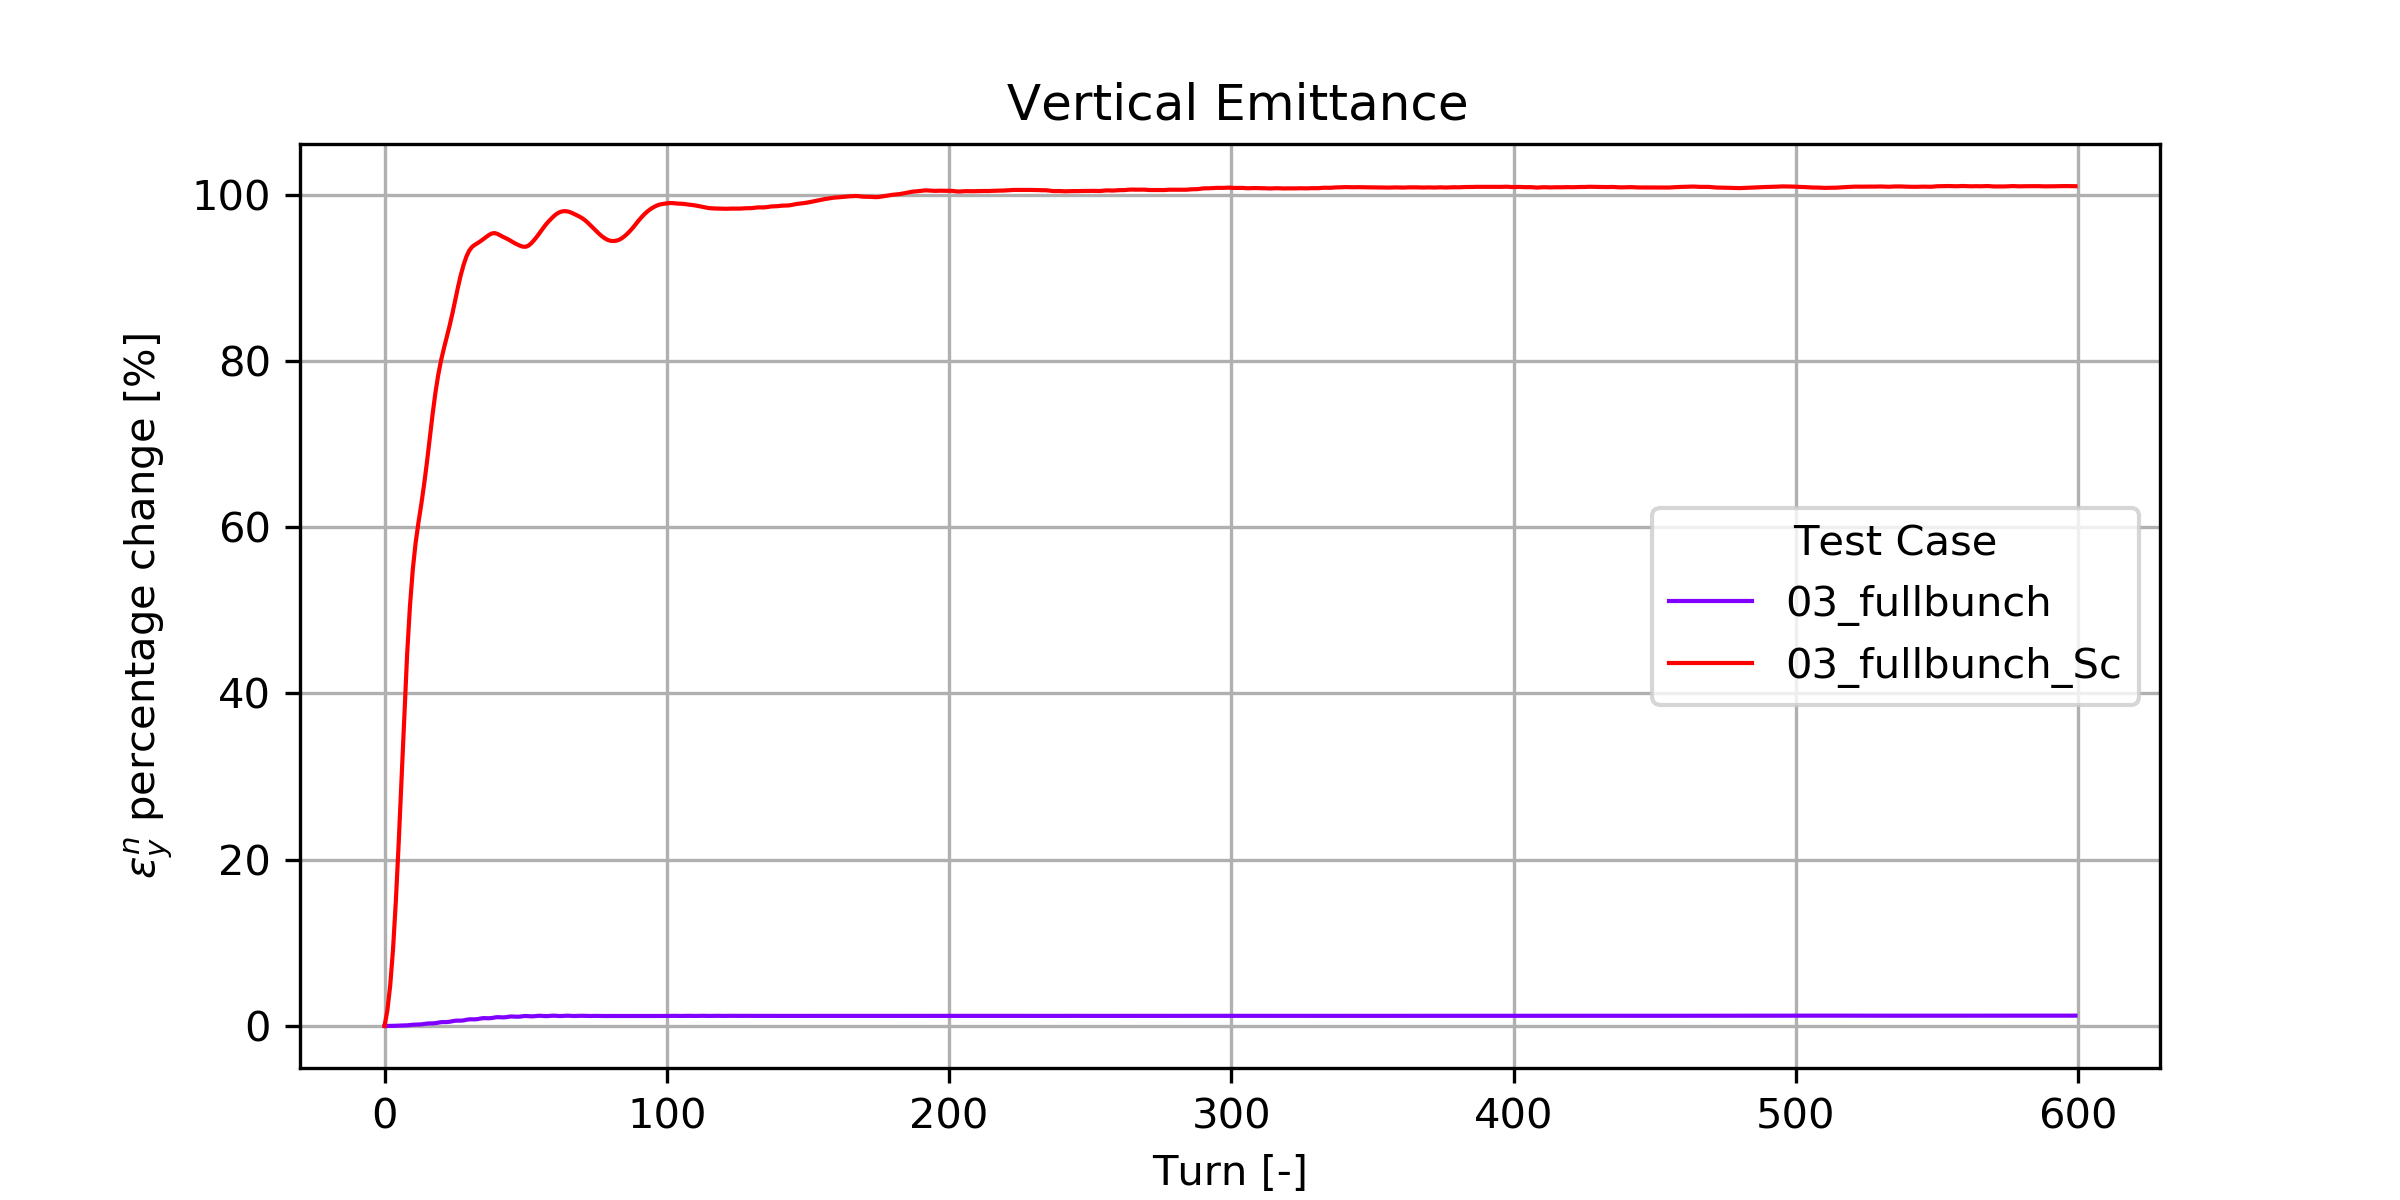 Vertical Emittance
ε_y^n percentage change [%]
100
80
60
40
20
0
Test Case
03_fullbunch
03_fullbunch_Sc
0 100 200 300 400 500 600
Turn [-]